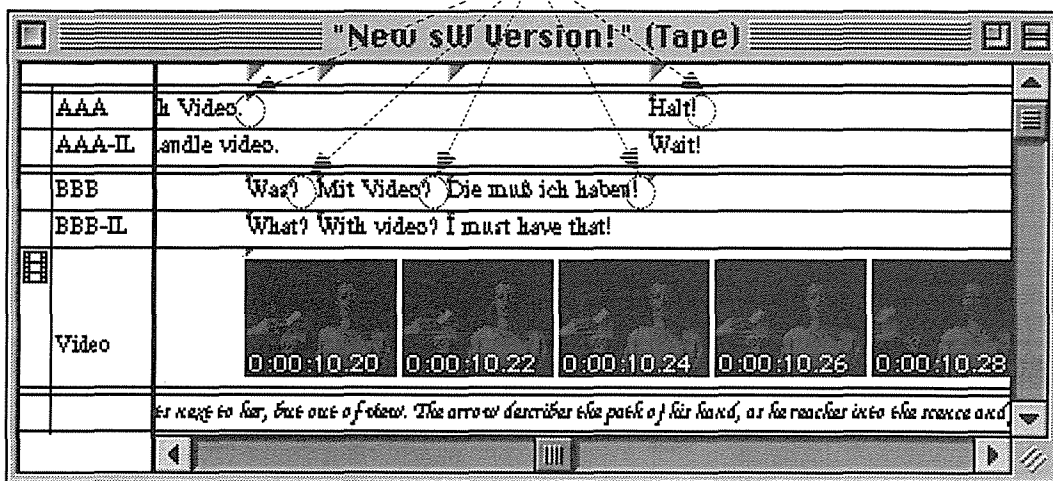 "New sW Version!" (Tape)
AAA h Video. Halt!
AAA-IL andle video. Wait!
BBB Was? Mit Video? Die muß ich haben!
BBB-IL What? With video? I must have that!
Video 0:00:10.20 0:00:10.22 0:00:10.24 0:00:10.26 0:00:10.28
ts next to her, but out of view. The arrow describes the path of his hand, as he reaches into the scence and